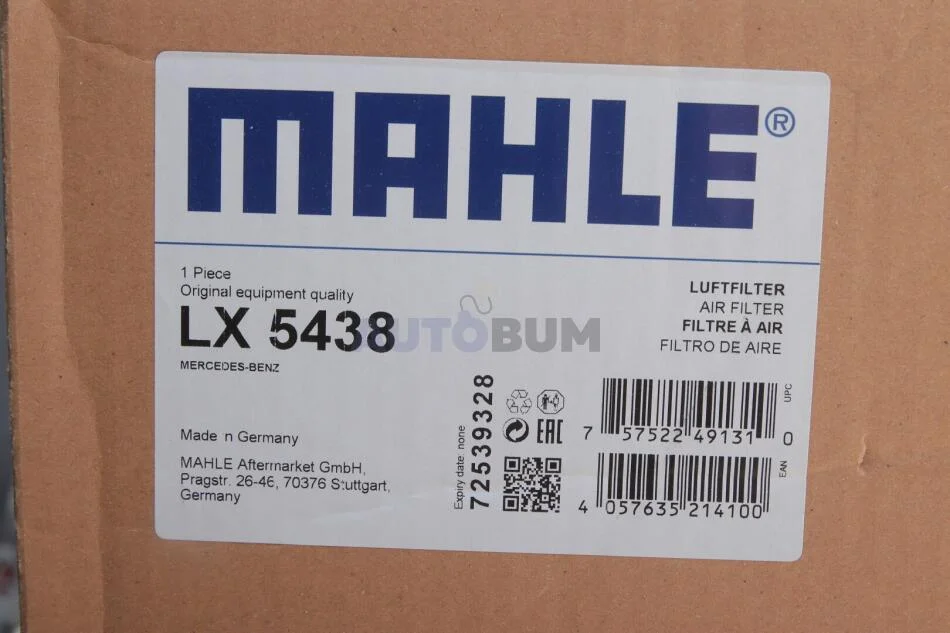 MAHLE®
1 Piece
Original equipment quality
LX 5438
MERCEDES-BENZ
LUFTFILTER
AIR FILTER
FILTRE À AIR
FILTRO DE AIRE
AUTOBUM
Made in Germany
MAHLE Aftermarket GmbH,
Pragstr. 26-46, 70376 Stuttgart,
Germany
Expiry date: none
72539328
EAC
UPC
7 57522 49131 0
EAN
4 057635 214100